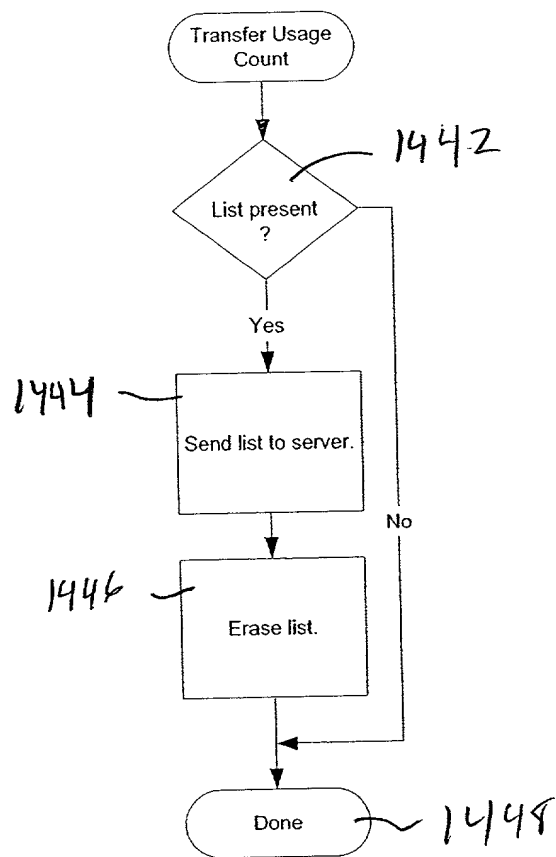 Transfer Usage
Count
1442
List present
?
Yes
1444
Send list to server.
No
1446
Erase list.
Done
1448